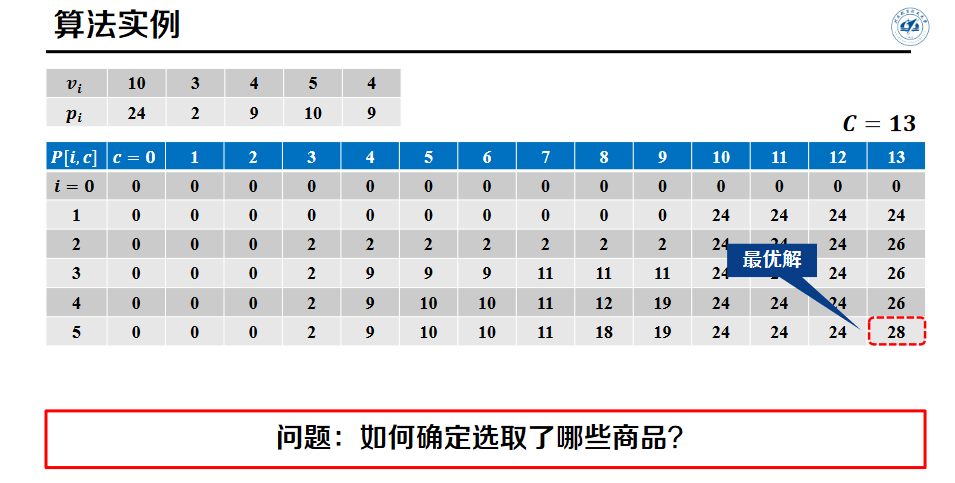 算法实例
v_i 10 3 4 5 4
p_i 24 2 9 10 9
C = 13
P[i, c] c = 0 1 2 3 4 5 6 7 8 9 10 11 12 13
i = 0 0 0 0 0 0 0 0 0 0 0 0 0 0 0
1 0 0 0 0 0 0 0 0 0 0 24 24 24 24
2 0 0 0 2 2 2 2 2 2 2 24 24 24 26
最优解
3 0 0 0 2 9 9 9 11 11 11 24 24 26
4 0 0 0 2 9 10 10 11 12 19 24 24 24 26
5 0 0 0 2 9 10 10 11 18 19 24 24 24 28
问题：如何确定选取了哪些商品?